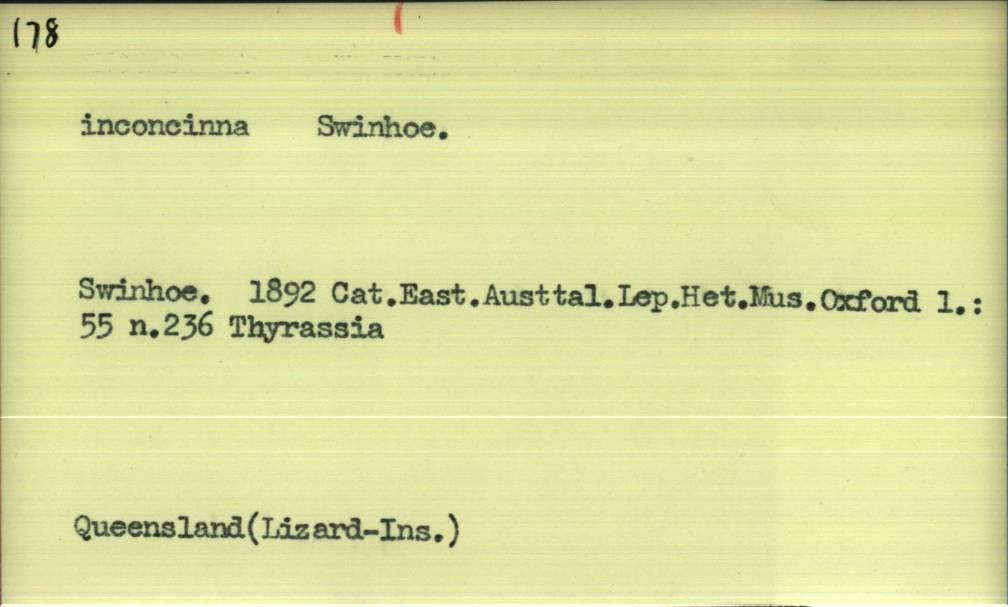 178
inconcinna Swinhoe.
Swinhoe. 1892 Cat.East.Austtal.Lep.Het.Mus.Oxford 1.:
55 n.236 Thyrassia
Queensland(Lizard-Ins.)